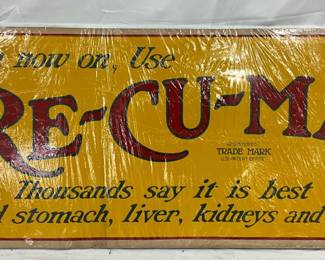 now on, Use
RE-CU-MA
REGISTERED
TRADE MARK
U.S. PATENT OFFICE
Thousands say it is best
stomach, liver, kidneys and